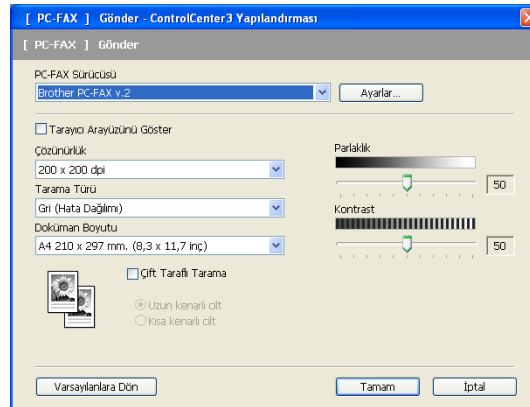 [ PC-FAX ] Gönder - ControlCenter3 Yapılandırması
[ PC-FAX ] Gönder
PC-FAX Sürücüsü
Brother PC-FAX v.2
Ayarlar...
Tarayıcı Arayüzünü Göster
Çözünürlük
200 x 200 dpi
Tarama Türü
Gri (Hata Dağılımı)
Doküman Boyutu
A4 210 x 297 mm. (8,3 x 11,7 inç)
Parlaklık
50
Kontrast
50
Çift Taraflı Tarama
Uzun kenarlı cilt
Kısa kenarlı cilt
Varsayılanlara Dön
Tamam
İptal